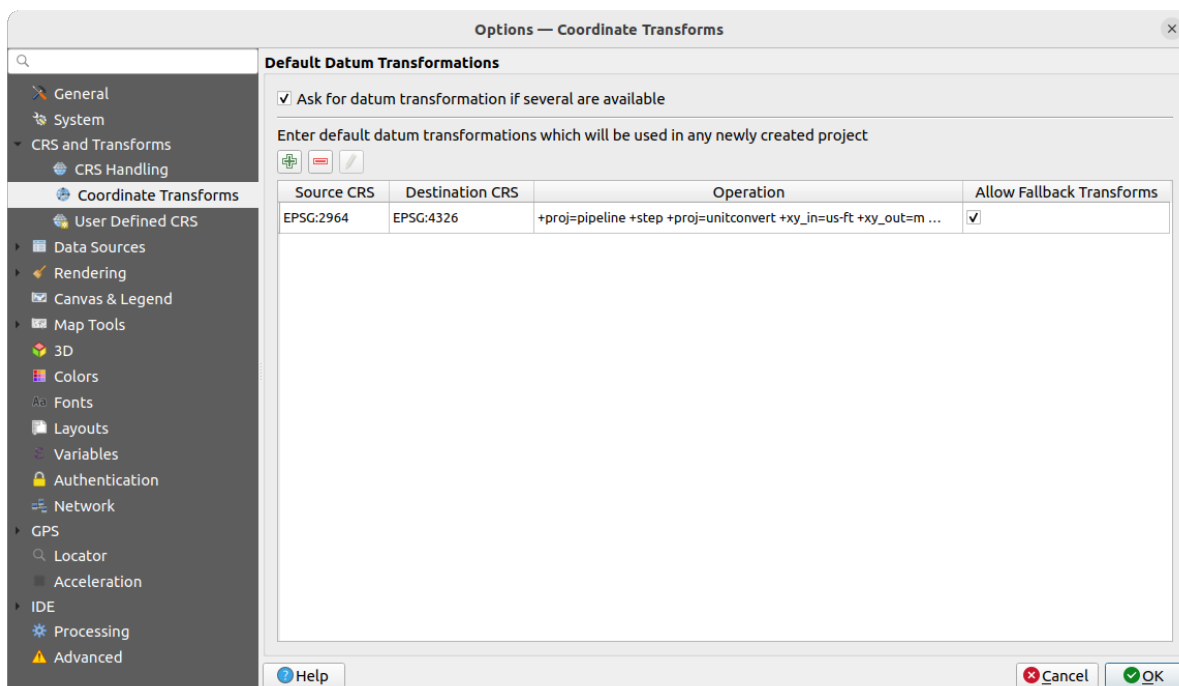 Options — Coordinate Transforms
Default Datum Transformations
General
System
CRS and Transforms
CRS Handling
Coordinate Transforms
User Defined CRS
Data Sources
Rendering
Canvas & Legend
Map Tools
3D
Colors
Fonts
Layouts
Variables
Authentication
Network
GPS
Locator
Acceleration
IDE
Processing
Advanced
Ask for datum transformation if several are available
Enter default datum transformations which will be used in any newly created project
Source CRS Destination CRS Operation Allow Fallback Transforms
EPSG:2964 EPSG:4326 +proj=pipeline +step +proj=unitconvert +xy_in=us-ft +xy_out=m ...
Help Cancel OK